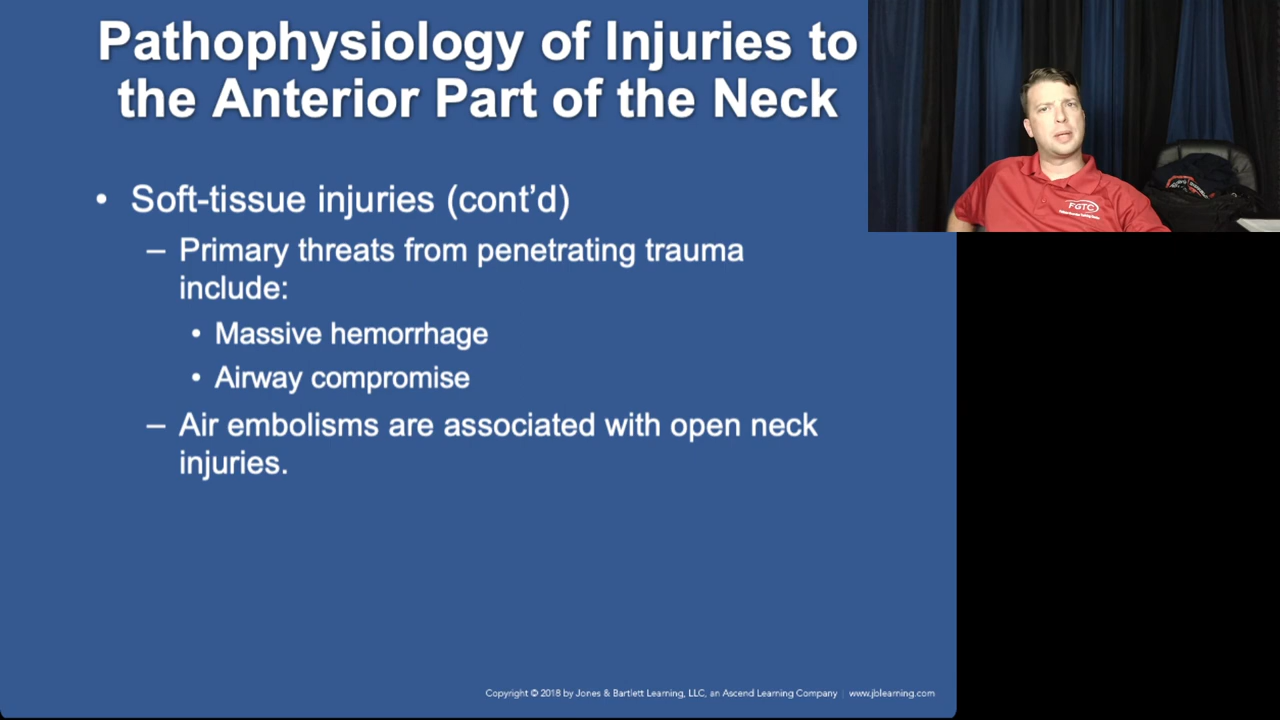 Pathophysiology of Injuries to
the Anterior Part of the Neck
• Soft-tissue injuries (cont’d)
– Primary threats from penetrating trauma
include:
• Massive hemorrhage
• Airway compromise
– Air embolisms are associated with open neck
injuries.
Copyright © 2018 by Jones & Bartlett Learning, LLC, an Ascend Learning Company | www.jblearning.com
FGTC